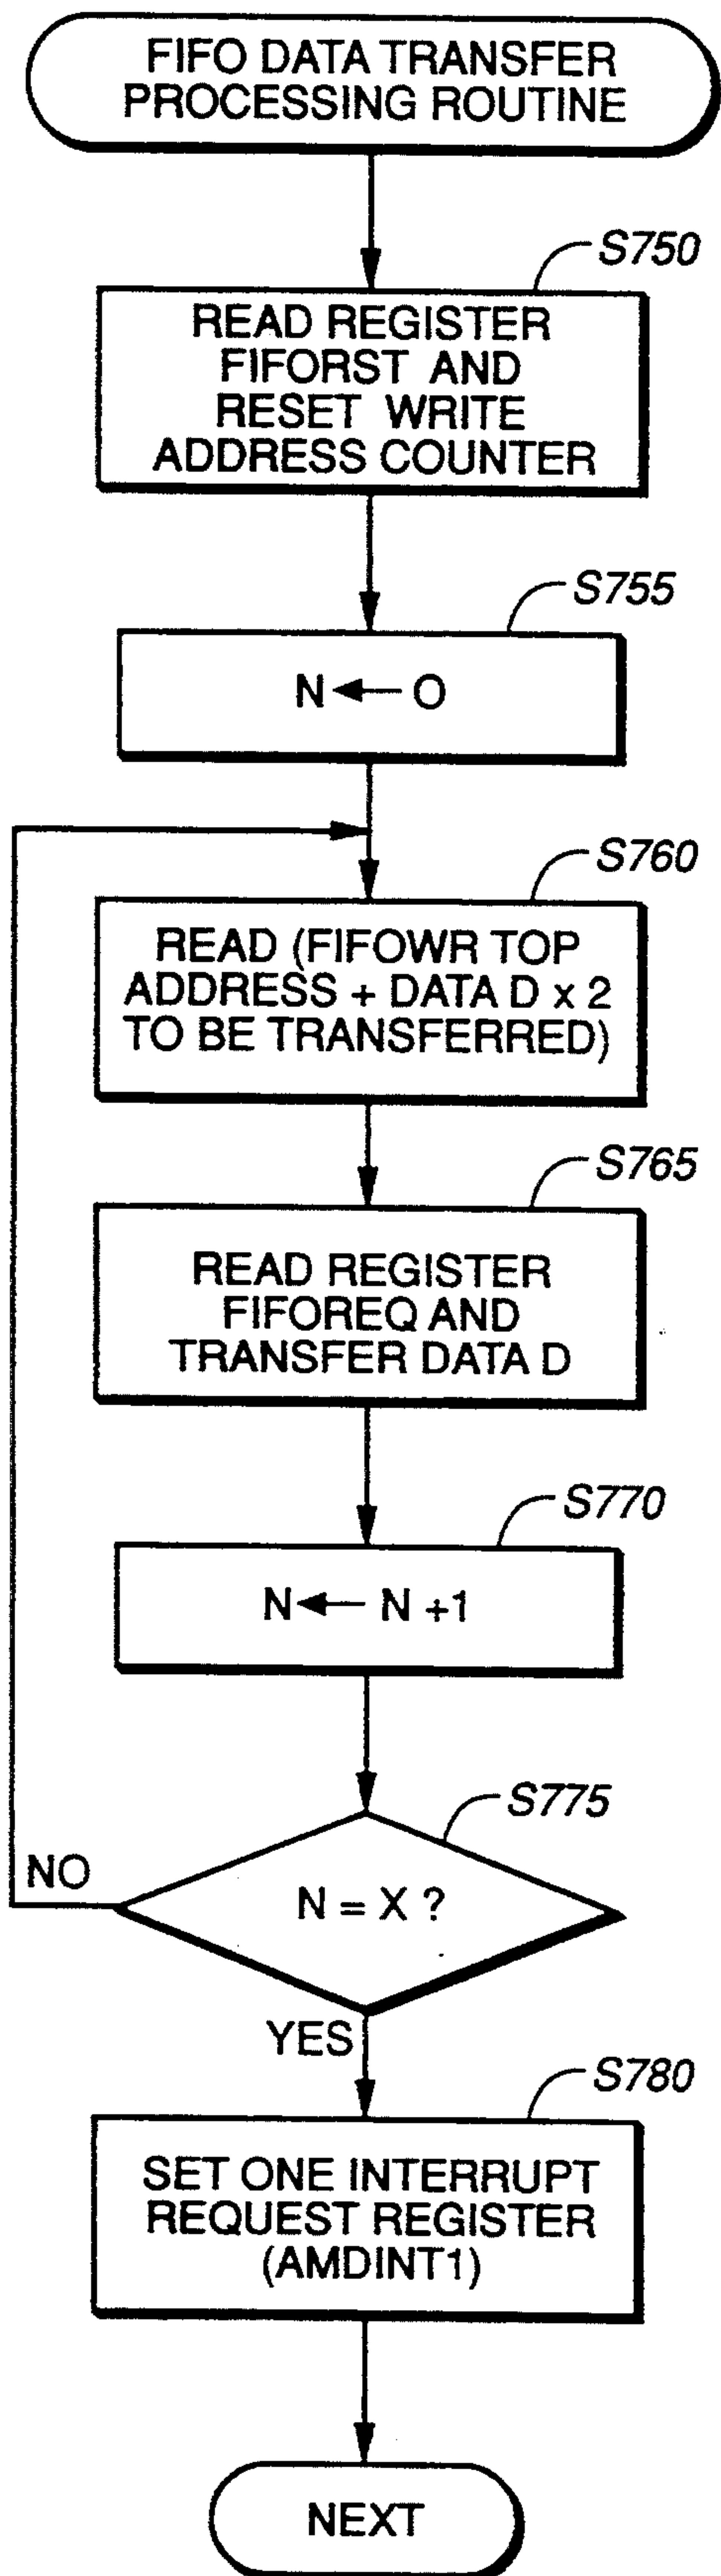 FIFO DATA TRANSFER
PROCESSING ROUTINE
S750
READ REGISTER
FIFORST AND
RESET WRITE
ADDRESS COUNTER
S755
N ← O
S760
READ (FIFOWR TOP
ADDRESS + DATA D x 2
TO BE TRANSFERRED)
S765
READ REGISTER
FIFOREQ AND
TRANSFER DATA D
S770
N ← N +1
S775
NO
N = X ?
YES
S780
SET ONE INTERRUPT
REQUEST REGISTER
(AMDINT1)
NEXT